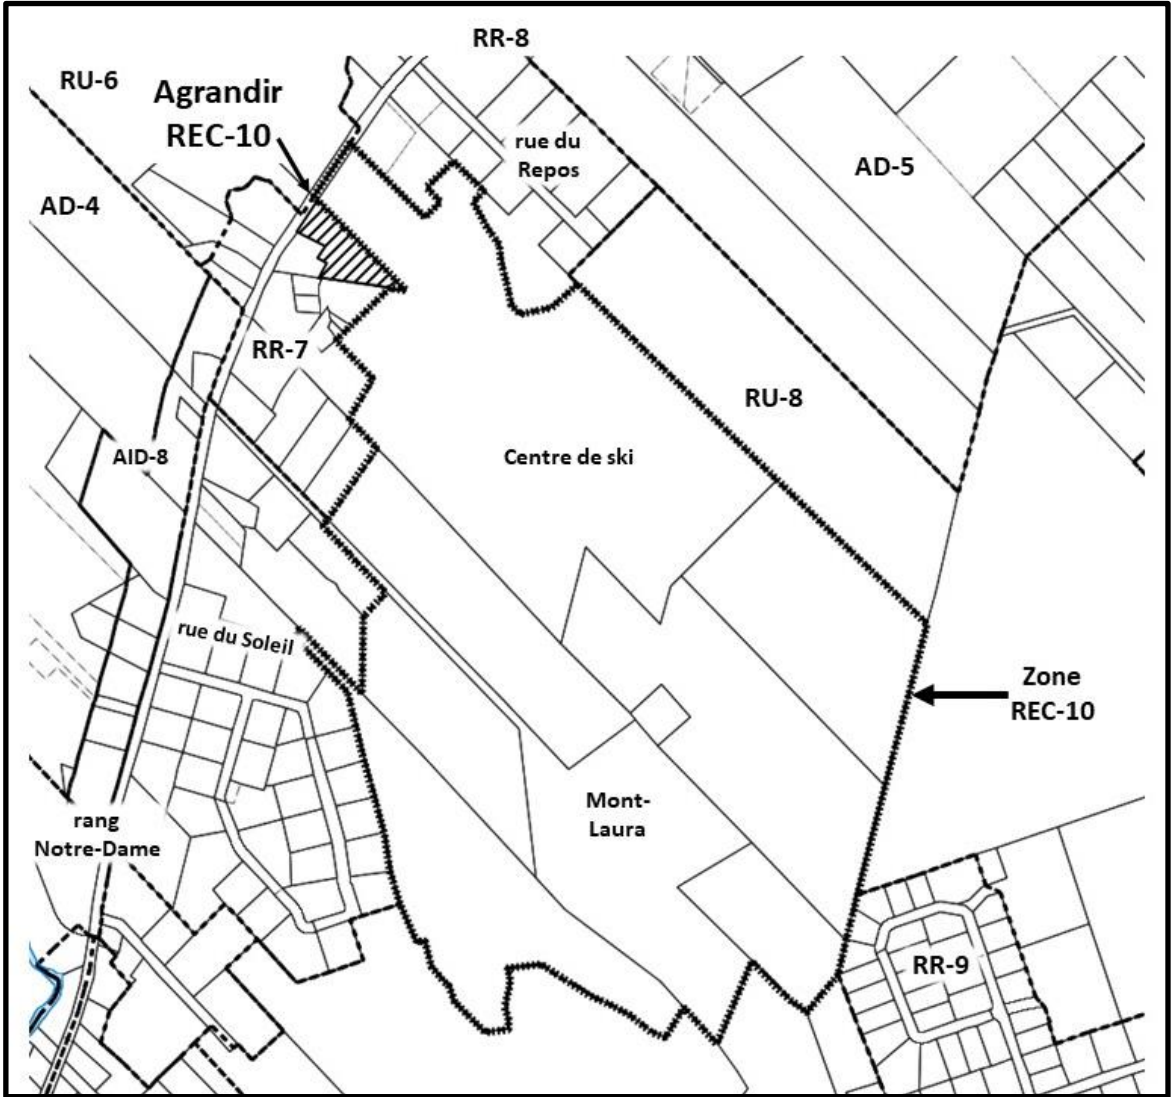 RR-8
RU-6
Agrandir
REC-10
rue du
Repos
AD-5
AD-4
RR-7
RU-8
AID-8
Centre de ski
rue du Soleil
Zone
REC-10
Mont-
Laura
rang
Notre-Dame
RR-9